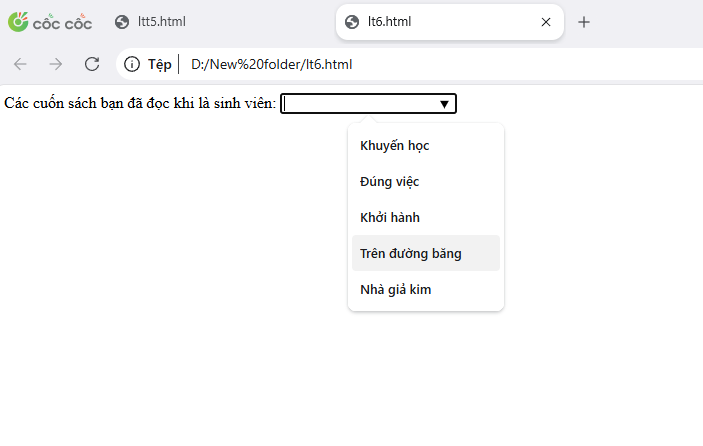 cốc cốc
ltt5.html
lt6.html
Tệp
D:/New%20folder/lt6.html
Các cuốn sách bạn đã đọc khi là sinh viên:
Khuyến học
Đúng việc
Khởi hành
Trên đường băng
Nhà giả kim